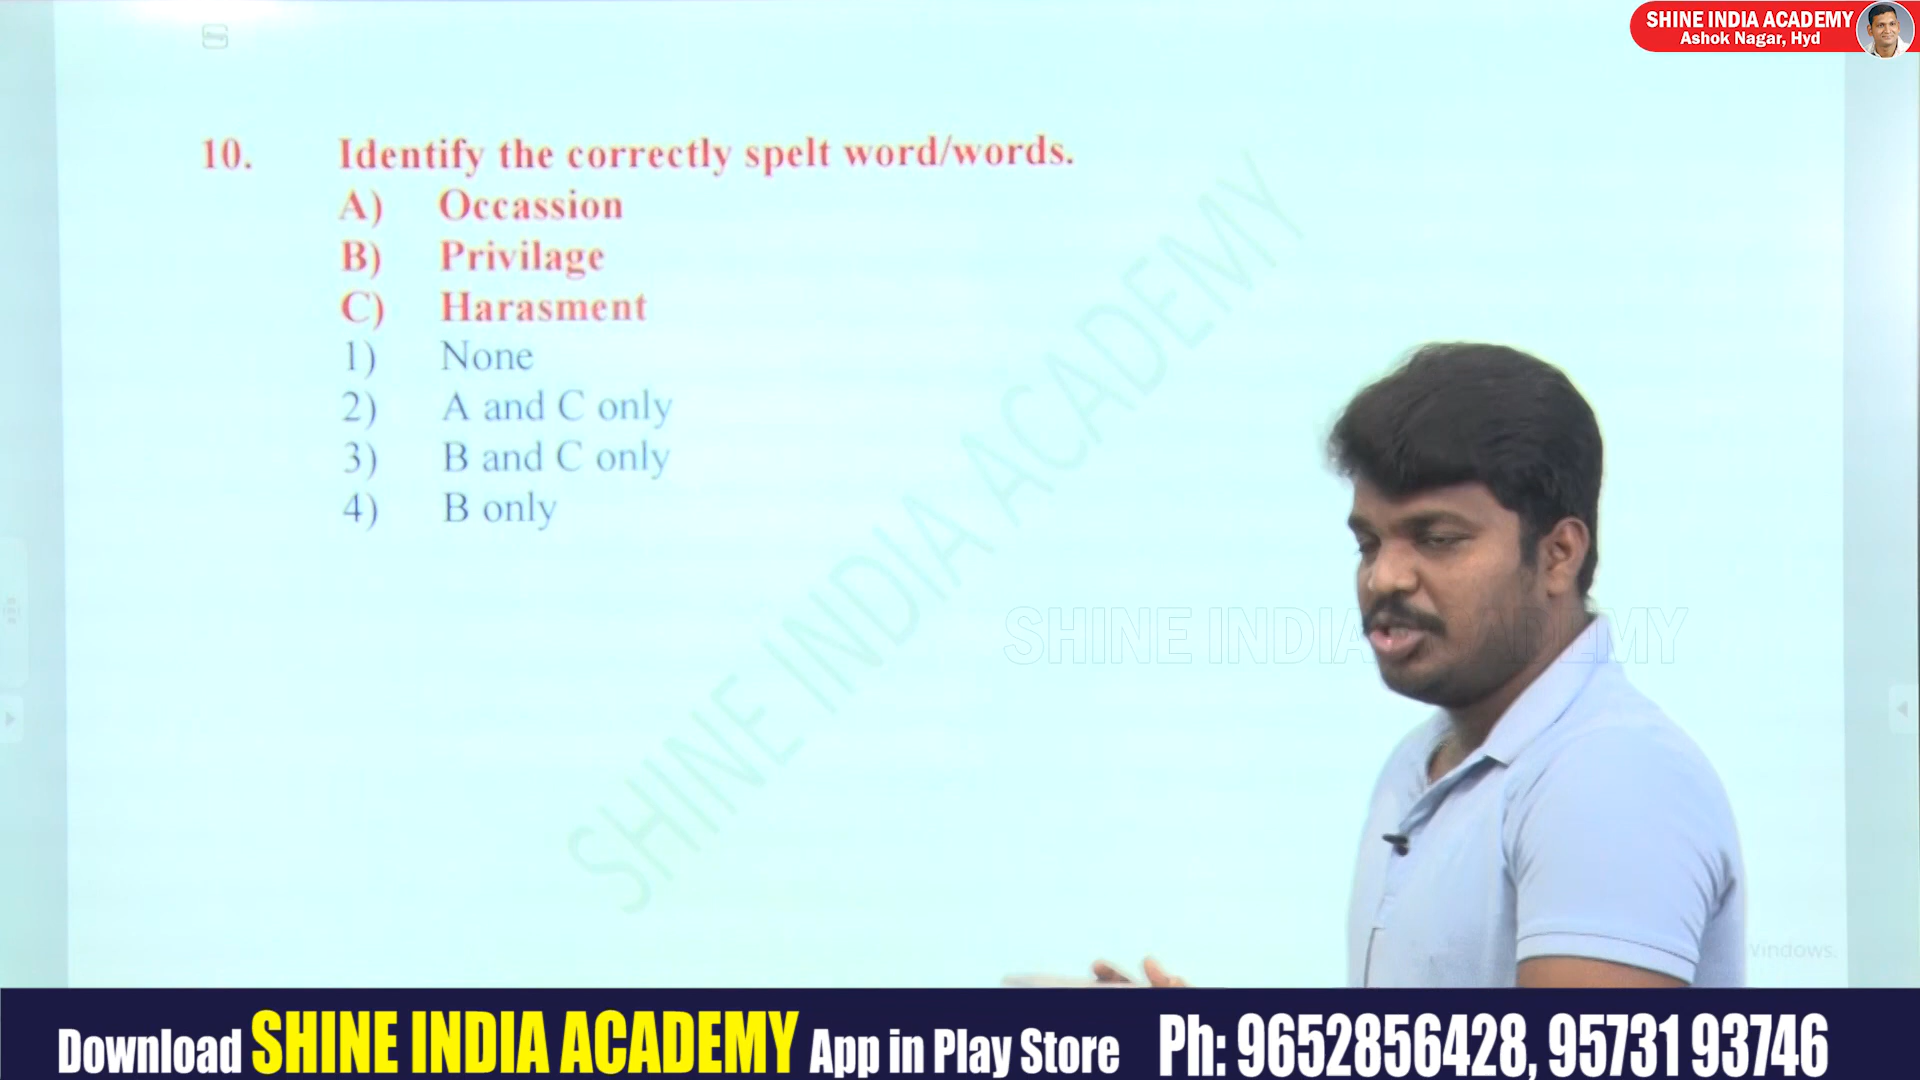 SHINE INDIA ACADEMY
Ashok Nagar, Hyd
10. Identify the correctly spelt word/words.
A) Occassion
B) Privilage
C) Harasment
1) None
2) A and C only
3) B and C only
4) B only
SHINE INDIA ACADEMY
SHINE INDIA ACADEMY
Windows.
Download SHINE INDIA ACADEMY App in Play Store Ph: 9652856428, 95731 93746